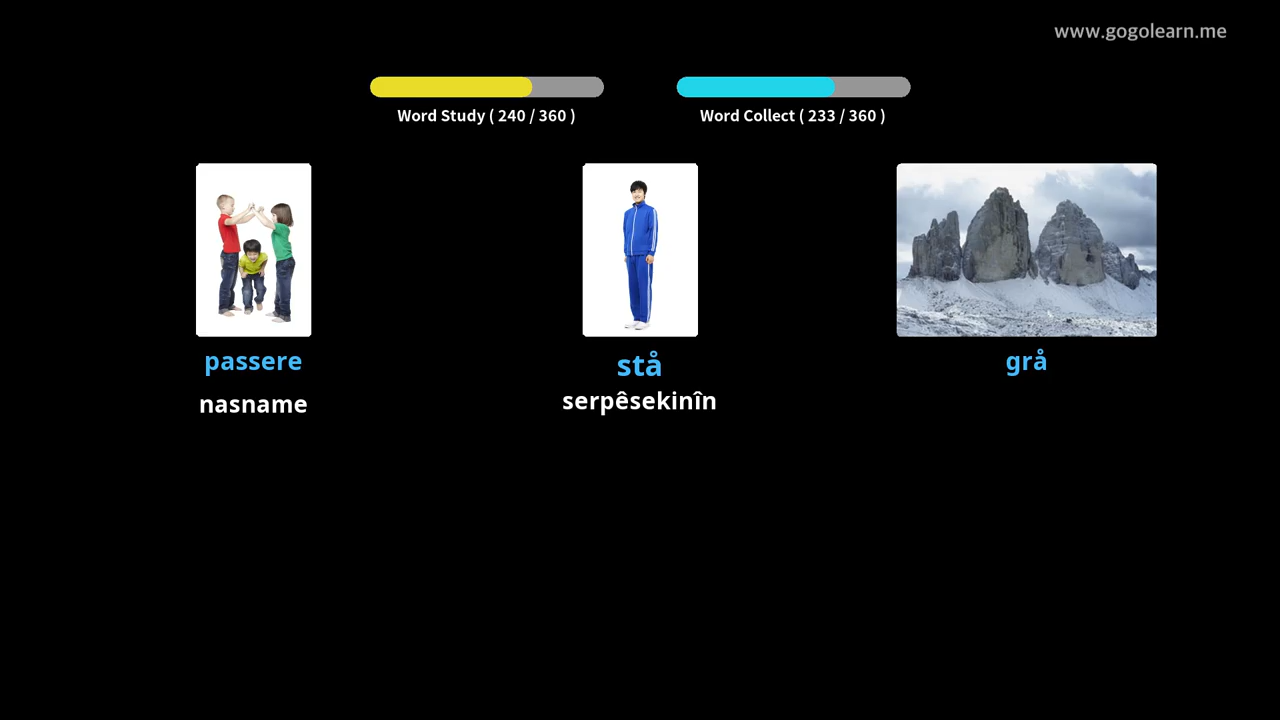 www.gogolearn.me
Word Study ( 240 / 360 )
Word Collect ( 233 / 360 )
passere
stå
grå
nasname
serpêsekinîn